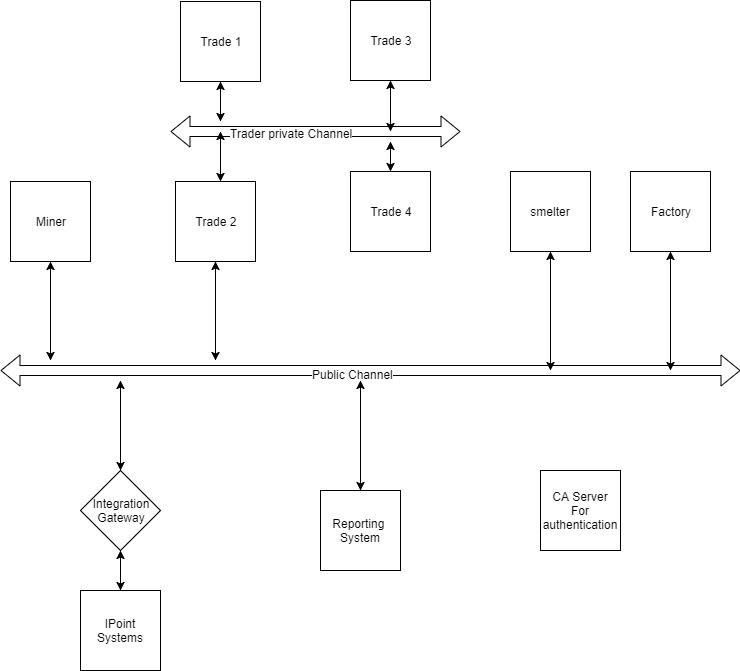 Trade 1
Trade 3
Trader private Channel
Miner
Trade 2
Trade 4
smelter
Factory
Public Channel
Integration
Gateway
Reporting
System
CA Server
For
authentication
IPoint
Systems